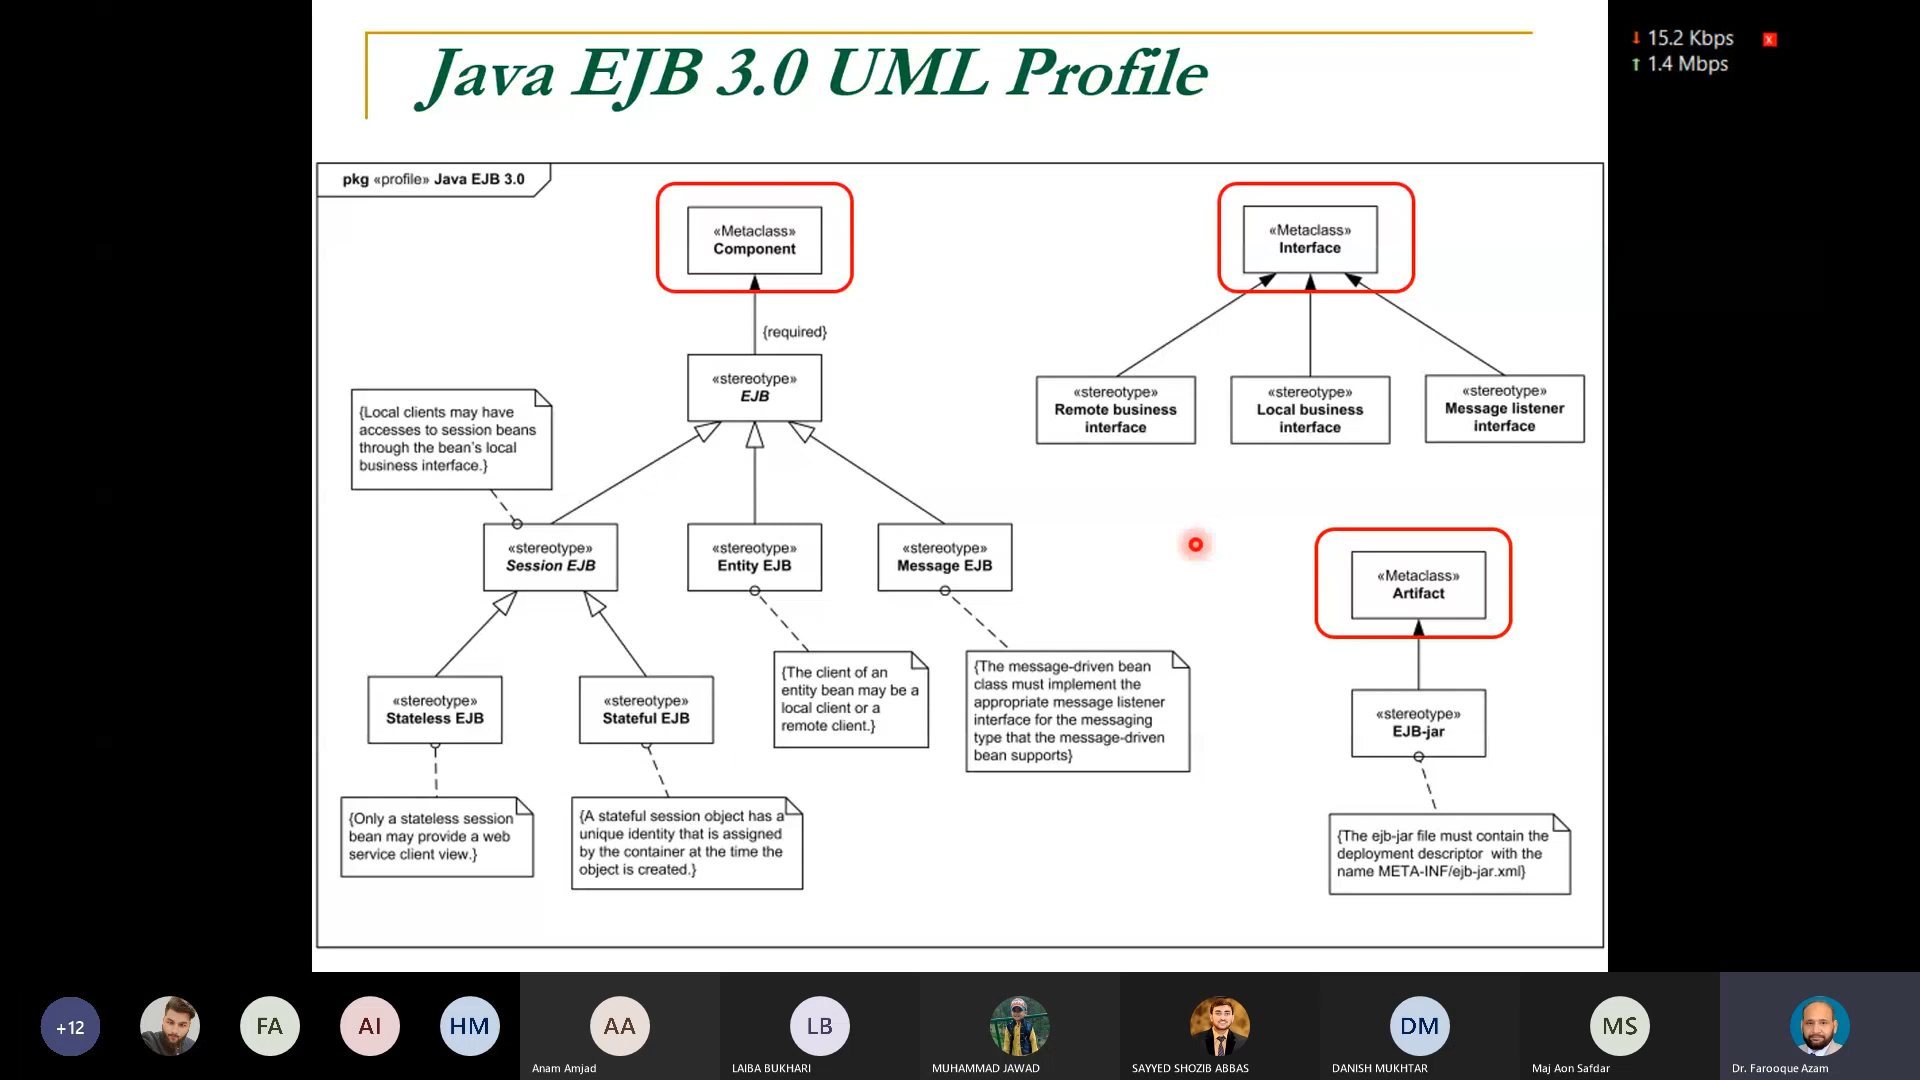 Java EJB 3.0 UML Profile
↓ 15.2 Kbps x
↑ 1.4 Mbps
pkg «profile» Java EJB 3.0
«Metaclass»
Component
{required}
«stereotype»
EJB
{Local clients may have
accesses to session beans
through the bean's local
business interface.}
«stereotype»
Session EJB
«stereotype»
Entity EJB
«stereotype»
Message EJB
«stereotype»
Stateless EJB
«stereotype»
Stateful EJB
{The client of an
entity bean may be a
local client or a
remote client.}
{The message-driven bean
class must implement the
appropriate message listener
interface for the messaging
type that the message-driven
bean supports}
{Only a stateless session
bean may provide a web
service client view.}
{A stateful session object has a
unique identity that is assigned
by the container at the time the
object is created.}
«Metaclass»
Interface
«stereotype»
Remote business
interface
«stereotype»
Local business
interface
«stereotype»
Message listener
interface
«Metaclass»
Artifact
«stereotype»
EJB-jar
{The ejb-jar file must contain the
deployment descriptor with the
name META-INF/ejb-jar.xml}
+12
FA
AI
HM
AA
Anam Amjad
LB
LAIBA BUKHARI
MUHAMMAD JAWAD
SAYYED SHOZIB ABBAS
DM
DANISH MUKHTAR
MS
Maj Aon Safdar
Dr. Farooque Azam